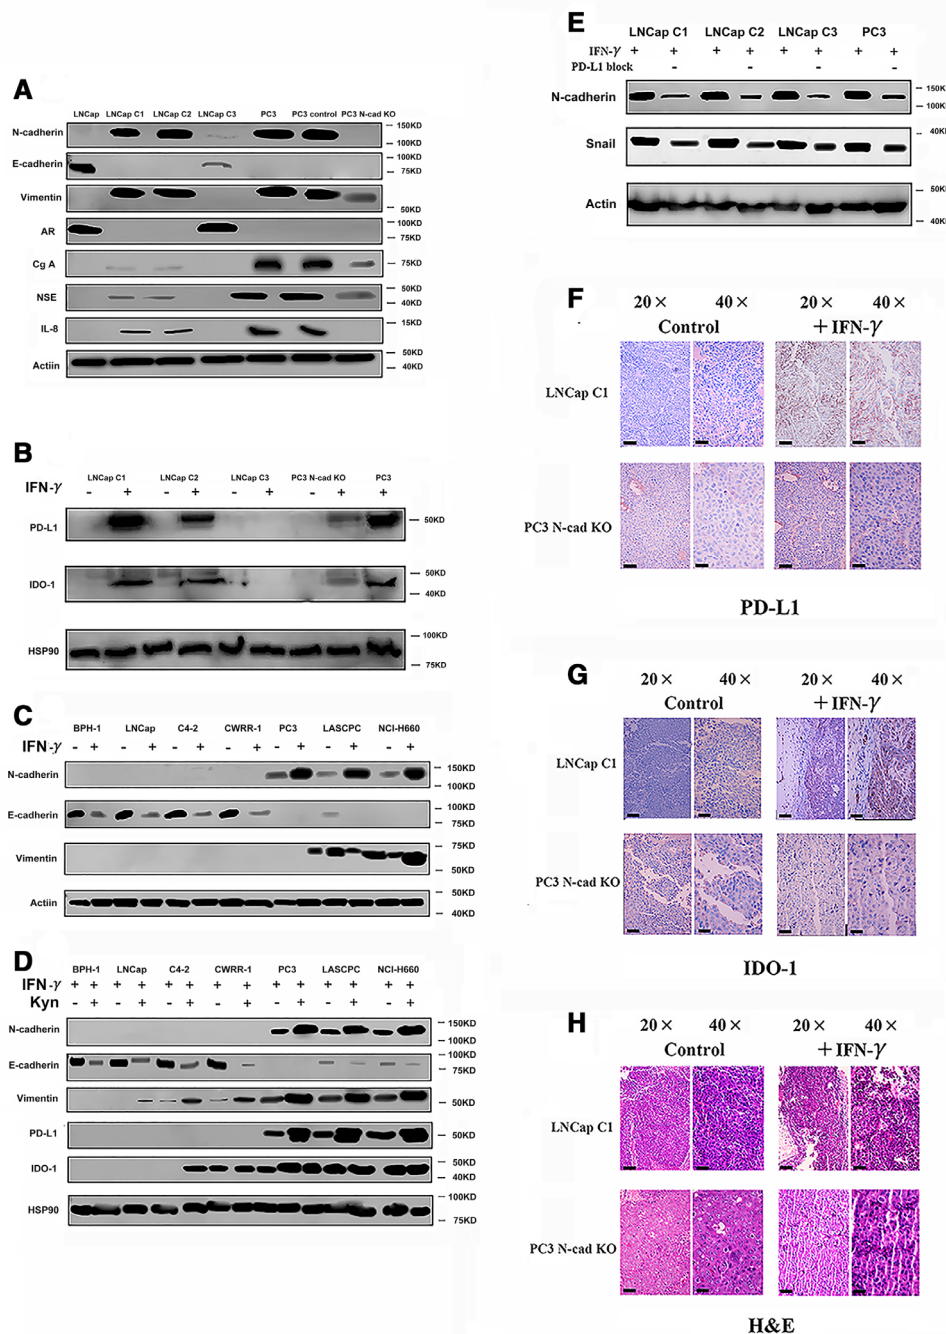 A
LNCap LNCap C1 LNCap C2 LNCap C3 PC3 PC3 control PC3 N-cad KO
N-cadherin 150KD
100KD
E-cadherin 100KD
75KD
Vimentin
50KD
AR 100KD
75KD
Cg A 75KD
NSE 50KD
40KD
IL-8 15KD
Actiin 50KD
40KD
B
LNCap C1 LNCap C2 LNCap C3 PC3 N-cad KO PC3
IFN-γ - + - + - + - + +
PD-L1 50KD
IDO-1 50KD
40KD
HSP90 100KD
75KD
C
BPH-1 LNCap C4-2 CWRR-1 PC3 LASCPC NCI-H660
IFN-γ - + - + - + - + - + - + - +
N-cadherin 150KD
100KD
E-cadherin 100KD
75KD
Vimentin 75KD
50KD
Actiin 50KD
40KD
D
BPH-1 LNCap C4-2 CWRR-1 PC3 LASCPC NCI-H660
IFN-γ + + + + + + + + + + + + + +
Kyn - + - + - + - + - + - + - +
N-cadherin 150KD
100KD
E-cadherin 100KD
75KD
Vimentin 50KD
PD-L1 50KD
IDO-1 50KD
40KD
HSP90 100KD
75KD
E
LNCap C1 LNCap C2 LNCap C3 PC3
IFN-γ + + + + + + + +
PD-L1 block - - - -
N-cadherin 150KD
100KD
Snail 40KD
Actin 50KD
40KD
F
20× 40× 20× 40×
Control + IFN-γ
LNCap C1
PC3 N-cad KO
PD-L1
G
20× 40× 20× 40×
Control + IFN-γ
LNCap C1
PC3 N-cad KO
IDO-1
H
20× 40× 20× 40×
Control + IFN-γ
LNCap C1
PC3 N-cad KO
H&E